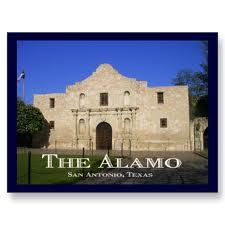 The Alamo
San Antonio, Texas